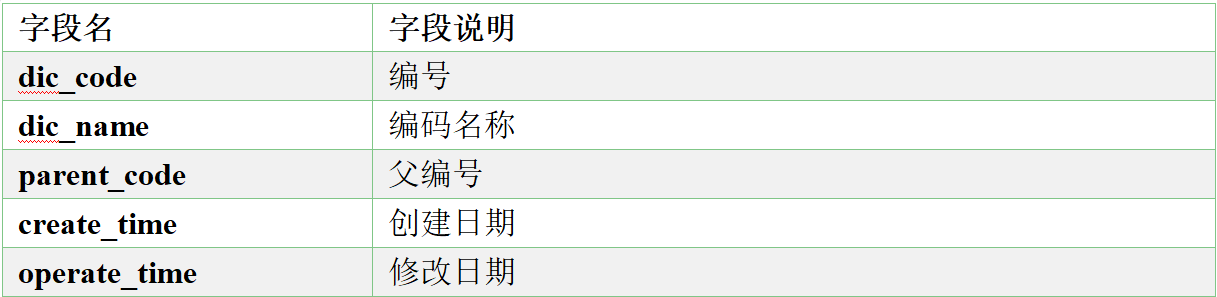 字段名 字段说明
dic_code 编号
dic_name 编码名称
parent_code 父编号
create_time 创建日期
operate_time 修改日期